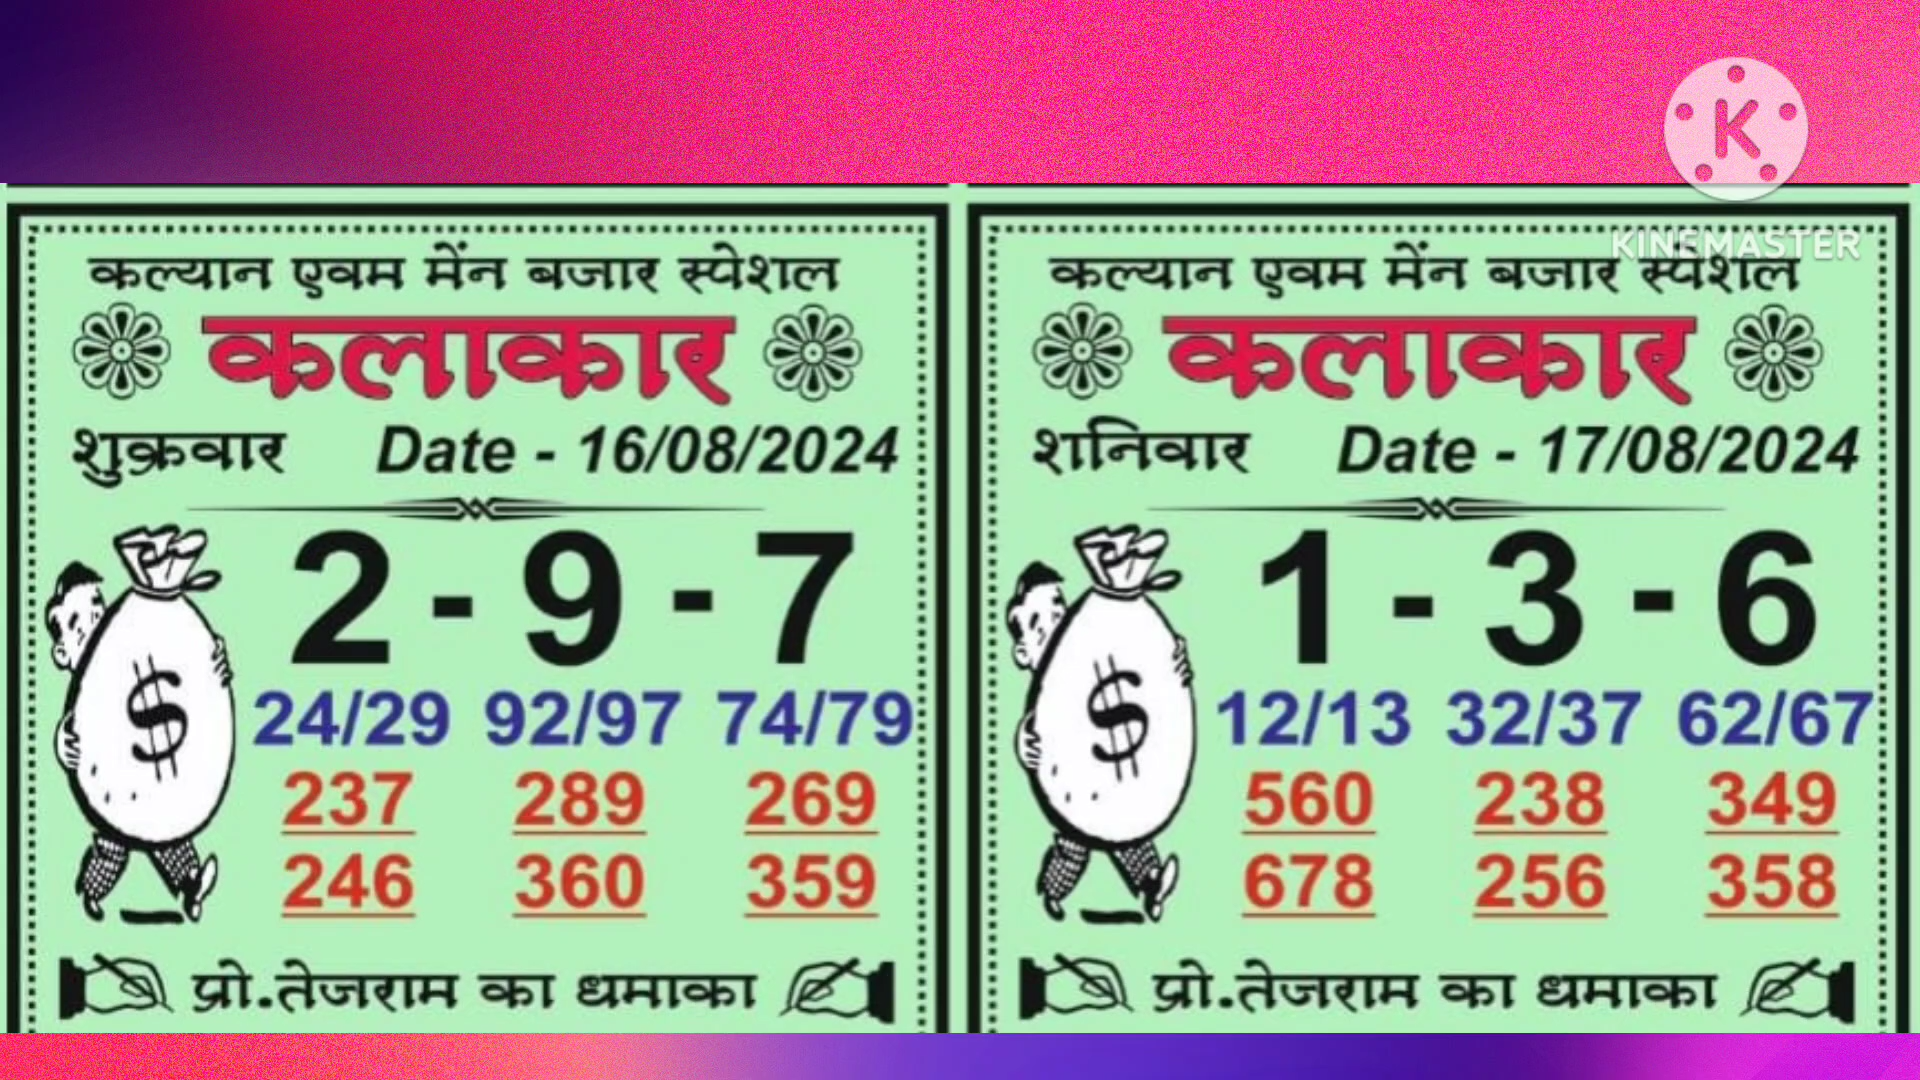 K
KINEMASTER
कल्यान एवम मेंन बजार स्पेशल
कलाकार
शुक्रवार Date - 16/08/2024
2 - 9 - 7
$
24/29 92/97 74/79
237 289 269
246 360 359
प्रो.तेजराम का धमाका
कल्यान एवम मेंन बजार स्पेशल
कलाकार
शनिवार Date - 17/08/2024
1 - 3 - 6
$
12/13 32/37 62/67
560 238 349
678 256 358
प्रो.तेजराम का धमाका